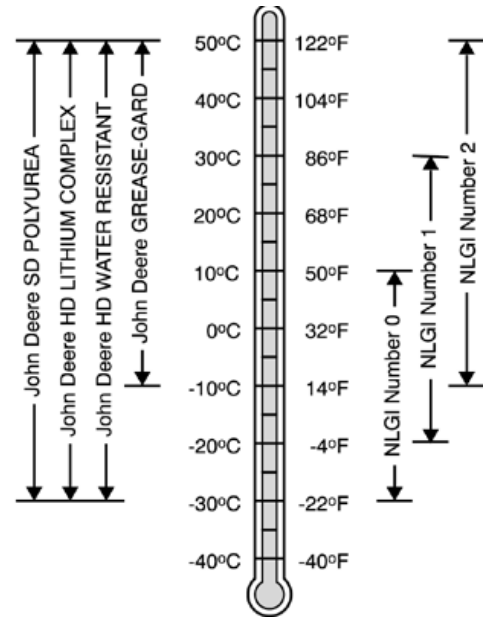 John Deere SD POLYUREA
John Deere HD LITHIUM COMPLEX
John Deere HD WATER RESISTANT
John Deere GREASE-GARD
50ºC 122ºF
40ºC 104ºF
30ºC 86ºF
20ºC 68ºF
10ºC 50ºF
0ºC 32ºF
-10ºC 14ºF
-20ºC -4ºF
-30ºC -22ºF
-40ºC -40ºF
NLGI Number 0
NLGI Number 1
NLGI Number 2